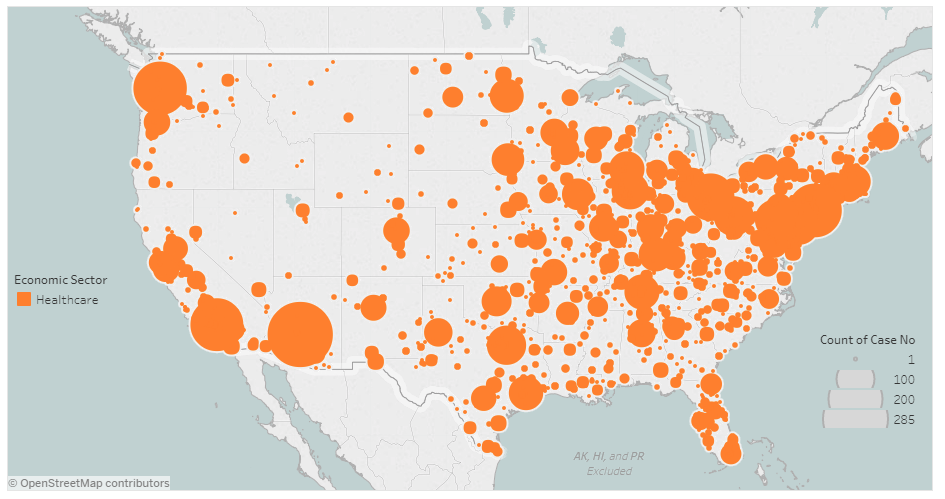 Economic Sector
Healthcare
Count of Case No
1
100
200
285
AK, HI, and PR
Excluded
© OpenStreetMap contributors